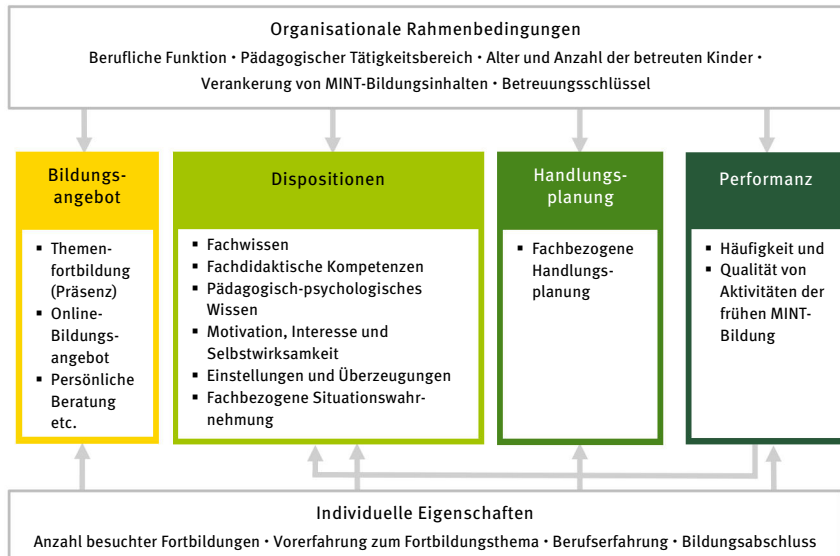 Organisationale Rahmenbedingungen
Berufliche Funktion · Pädagogischer Tätigkeitsbereich · Alter und Anzahl der betreuten Kinder ·
Verankerung von MINT-Bildungsinhalten · Betreuungsschlüssel
Bildungs-
angebot
▪ Themen-
fortbildung
(Präsenz)
▪ Online-
Bildungs-
angebot
▪ Persönliche
Beratung
etc.
Dispositionen
▪ Fachwissen
▪ Fachdidaktische Kompetenzen
▪ Pädagogisch-psychologisches
Wissen
▪ Motivation, Interesse und
Selbstwirksamkeit
▪ Einstellungen und Überzeugungen
▪ Fachbezogene Situationswahr-
nehmung
Handlungs-
planung
▪ Fachbezogene
Handlungs-
planung
Performanz
▪ Häufigkeit und
▪ Qualität von
Aktivitäten der
frühen MINT-
Bildung
Individuelle Eigenschaften
Anzahl besuchter Fortbildungen · Vorerfahrung zum Fortbildungsthema · Berufserfahrung · Bildungsabschluss